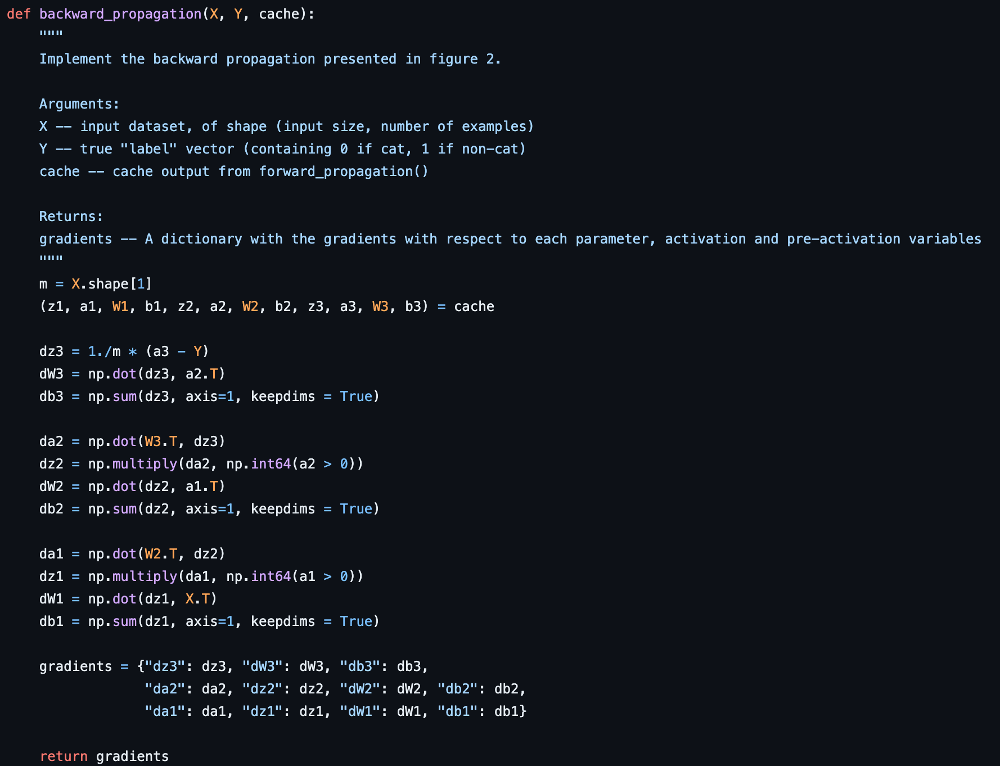 def backward_propagation(X, Y, cache):
    """
    Implement the backward propagation presented in figure 2.

    Arguments:
    X -- input dataset, of shape (input size, number of examples)
    Y -- true "label" vector (containing 0 if cat, 1 if non-cat)
    cache -- cache output from forward_propagation()

    Returns:
    gradients -- A dictionary with the gradients with respect to each parameter, activation and pre-activation variables
    """
    m = X.shape[1]
    (z1, a1, W1, b1, z2, a2, W2, b2, z3, a3, W3, b3) = cache

    dz3 = 1./m * (a3 - Y)
    dW3 = np.dot(dz3, a2.T)
    db3 = np.sum(dz3, axis=1, keepdims = True)

    da2 = np.dot(W3.T, dz3)
    dz2 = np.multiply(da2, np.int64(a2 > 0))
    dW2 = np.dot(dz2, a1.T)
    db2 = np.sum(dz2, axis=1, keepdims = True)

    da1 = np.dot(W2.T, dz2)
    dz1 = np.multiply(da1, np.int64(a1 > 0))
    dW1 = np.dot(dz1, X.T)
    db1 = np.sum(dz1, axis=1, keepdims = True)

    gradients = {"dz3": dz3, "dW3": dW3, "db3": db3,
                 "da2": da2, "dz2": dz2, "dW2": dW2, "db2": db2,
                 "da1": da1, "dz1": dz1, "dW1": dW1, "db1": db1}

    return gradients